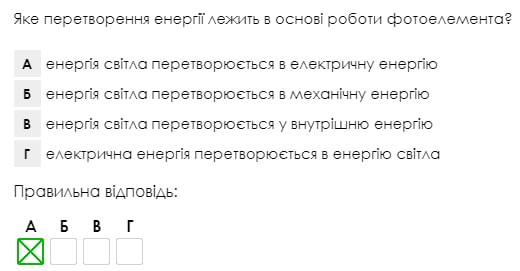 Яке перетворення енергії лежить в основі роботи фотоелемента?
А енергія світла перетворюється в електричну енергію
Б енергія світла перетворюється в механічну енергію
В енергія світла перетворюється у внутрішню енергію
Г електрична енергія перетворюється в енергію світла
Правильна відповідь:
А Б В Г